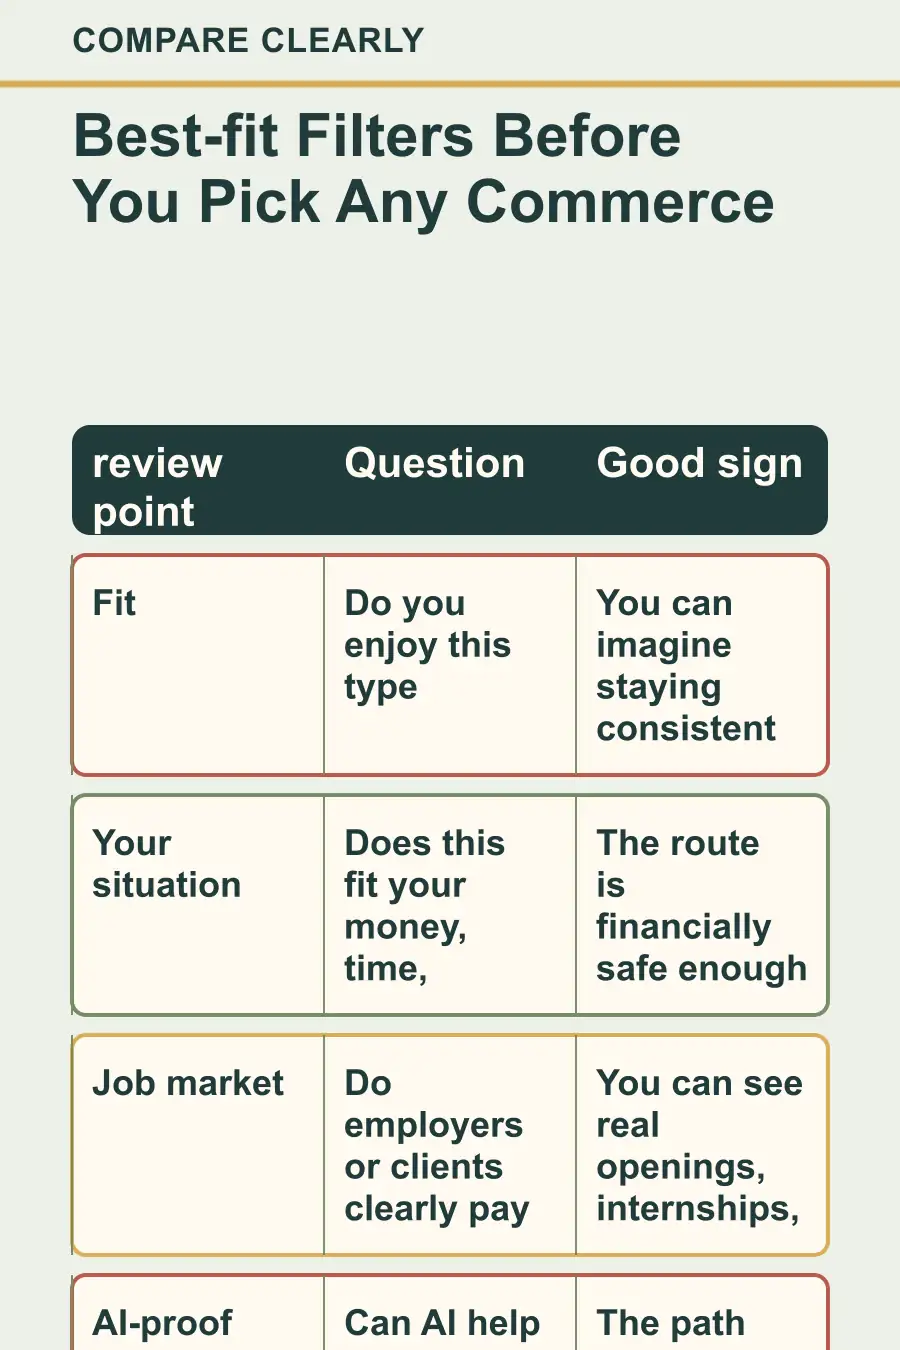 COMPARE CLEARLY
Best-fit Filters Before
You Pick Any Commerce
review
point
Question
Good sign
Fit
Do you
enjoy this
type
You can
imagine
staying
consistent
Your
situation
Does this
fit your
money,
time,
The route
is
financially
safe enough
Job market
Do
employers
or clients
clearly pay
You can see
real
openings,
internships,
AI-proof
Can AI help
The path